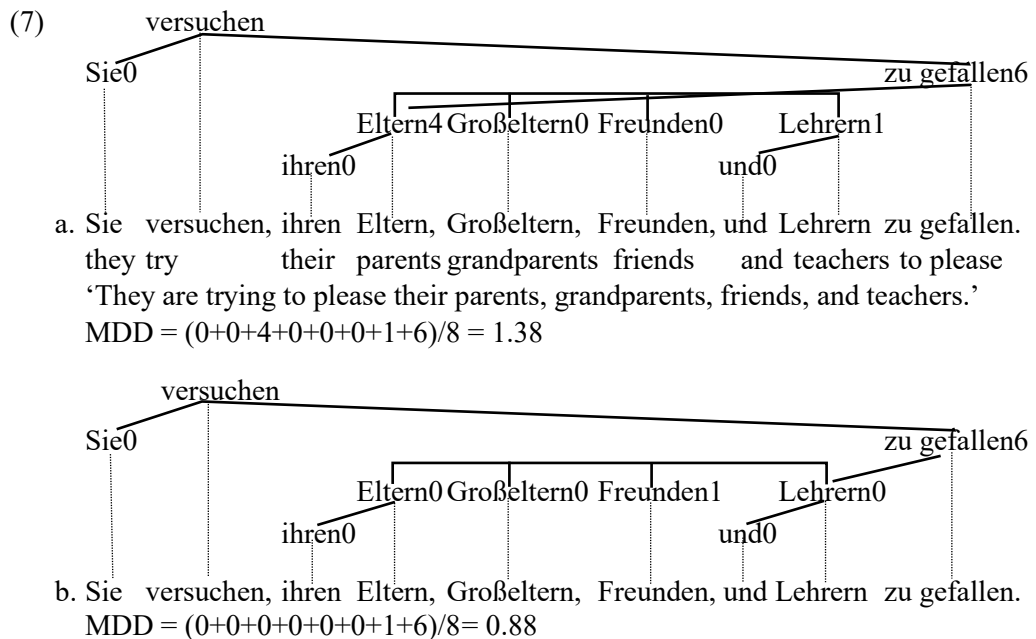 (7) versuchen
Sie0 zu gefallen6
Eltern4 Großeltern0 Freunden0 Lehrern1
ihren0 und0
a. Sie versuchen, ihren Eltern, Großeltern, Freunden, und Lehrern zu gefallen.
they try their parents grandparents friends and teachers to please
‘They are trying to please their parents, grandparents, friends, and teachers.’
MDD = (0+0+4+0+0+0+1+6)/8 = 1.38
versuchen
Sie0 zu gefallen6
Eltern0 Großeltern0 Freunden1 Lehrern0
ihren0 und0
b. Sie versuchen, ihren Eltern, Großeltern, Freunden, und Lehrern zu gefallen.
MDD = (0+0+0+0+0+0+1+6)/8= 0.88